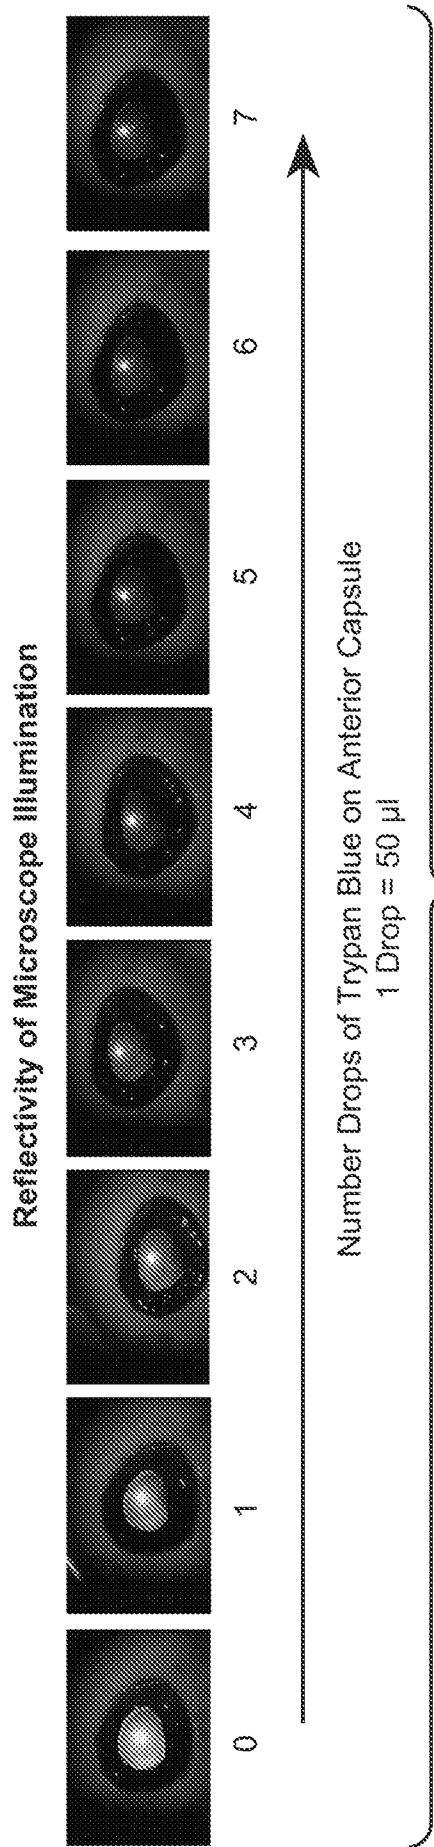 Reflectivity of Microscope Illumination
0 1 2 3 4 5 6 7
Number Drops of Trypan Blue on Anterior Capsule
1 Drop = 50 µl